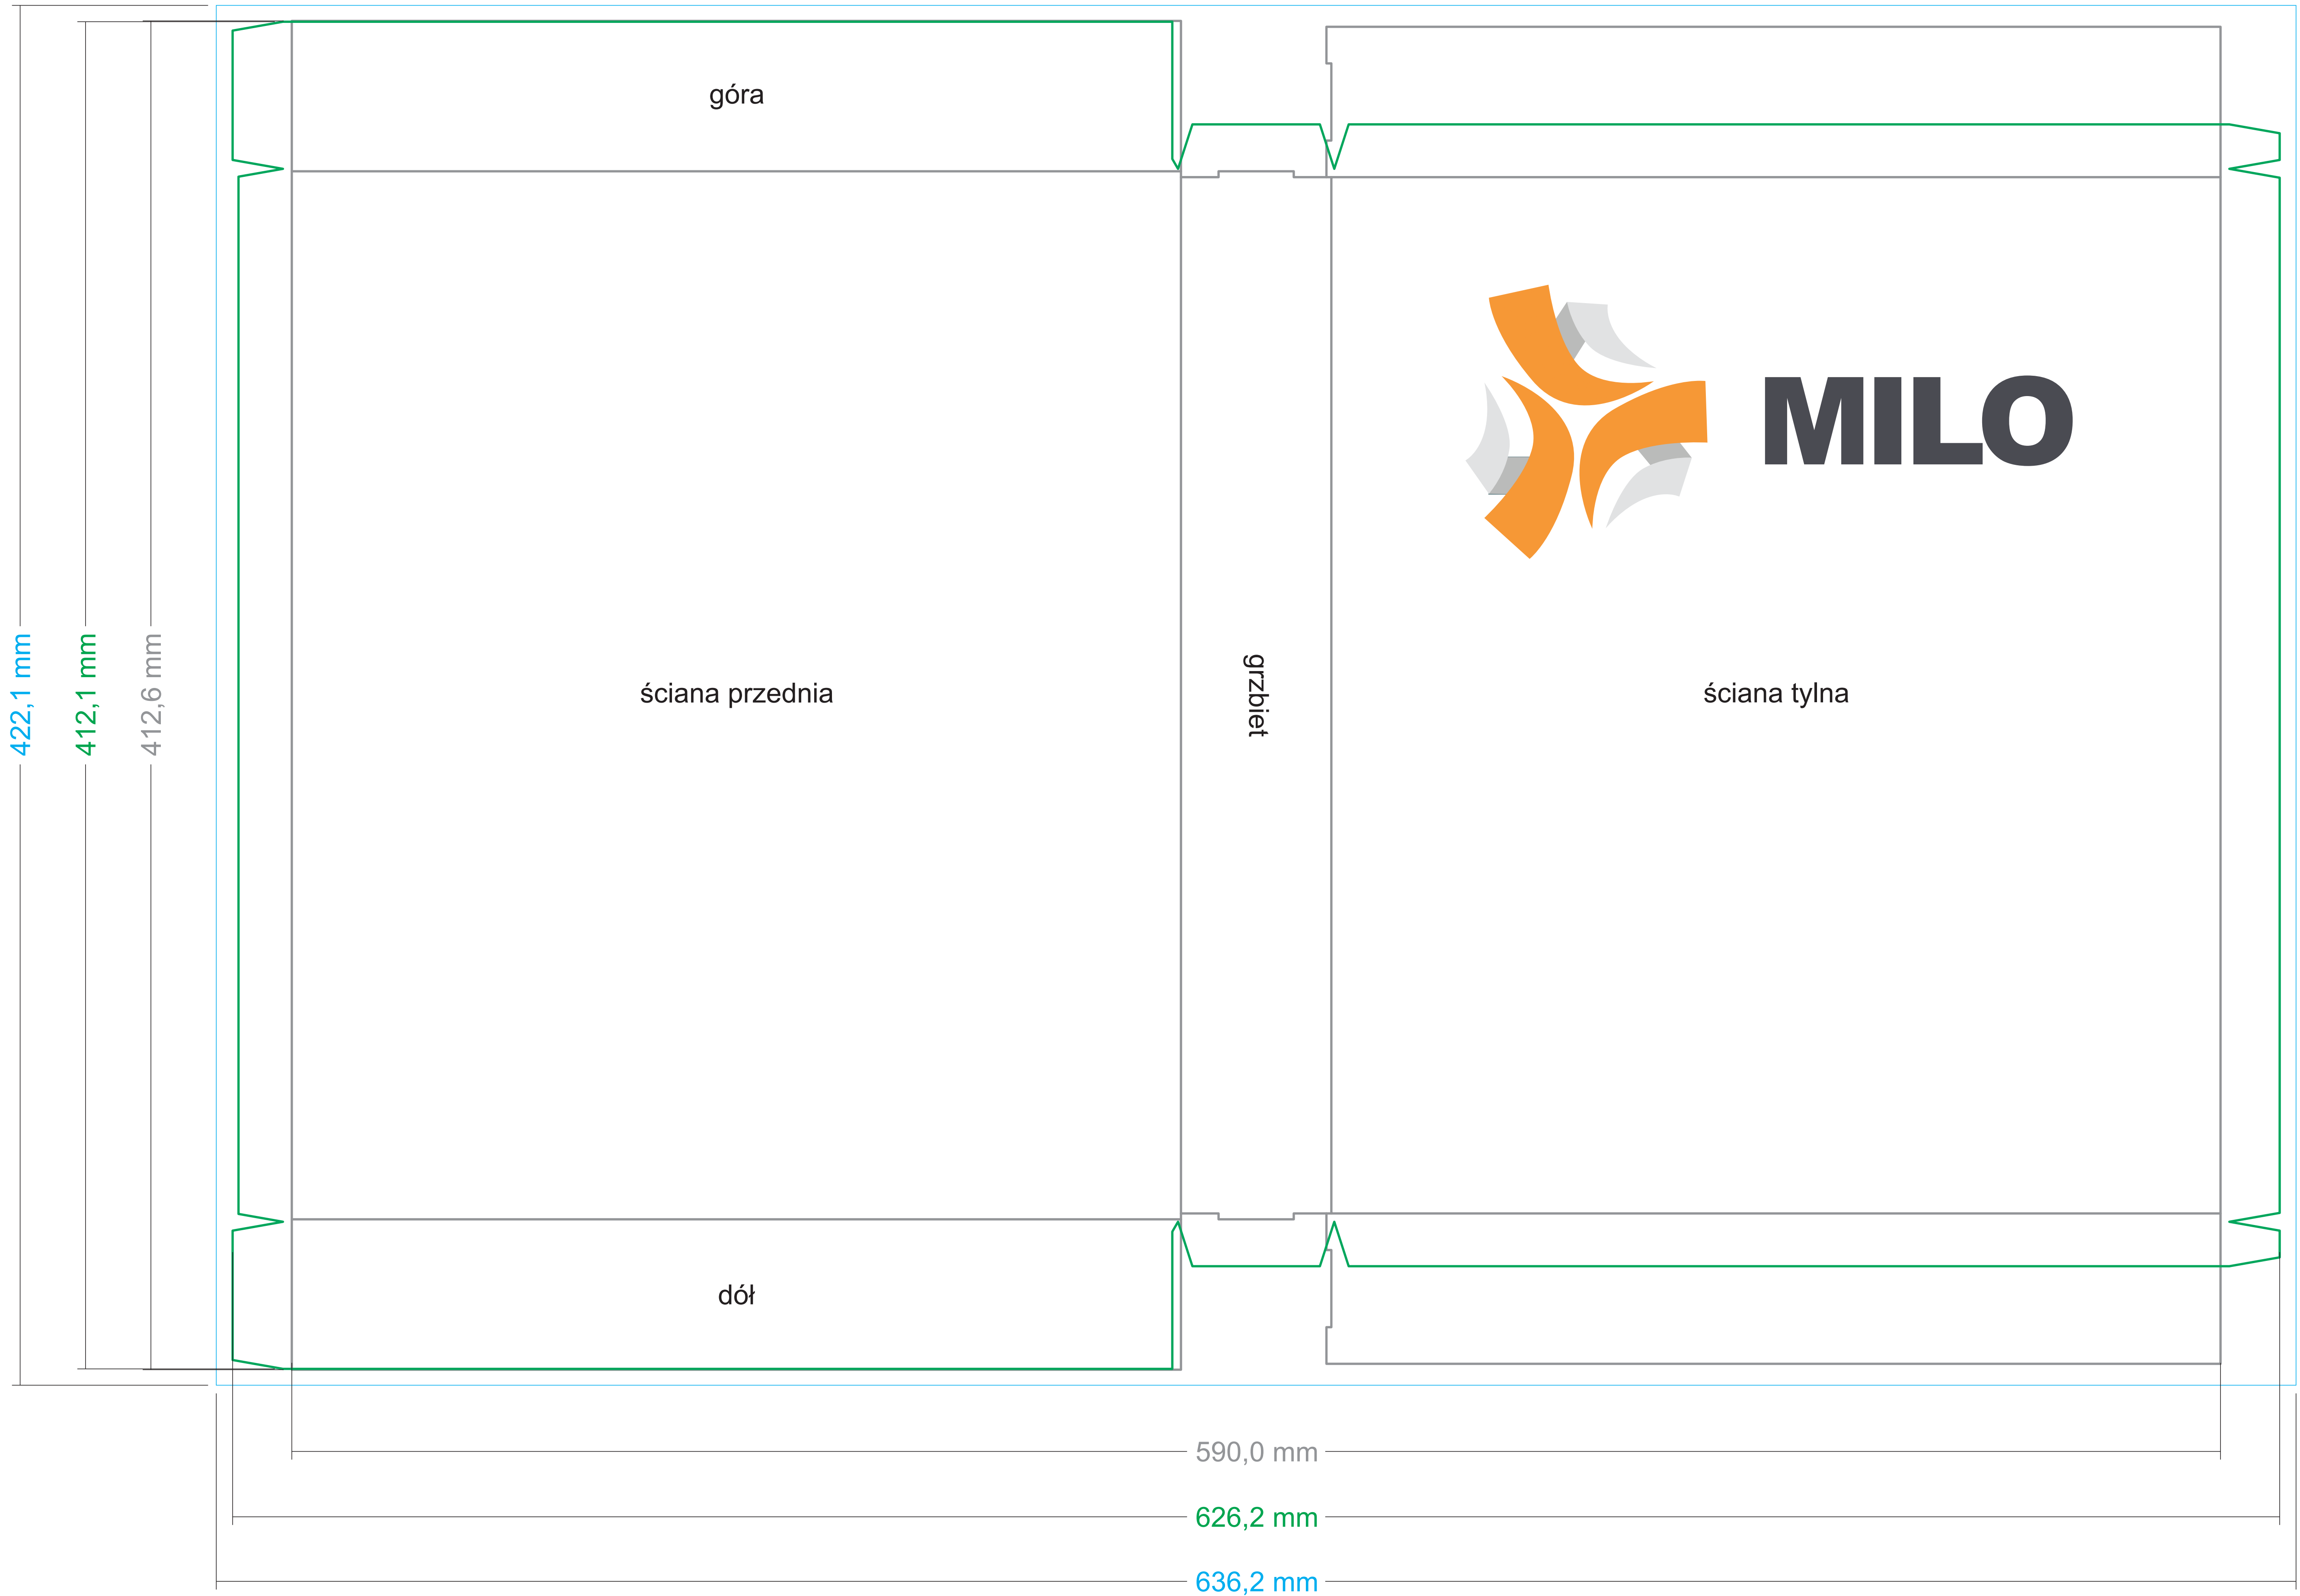 góra
MILO
ściana przednia
grzbiet
ściana tylna
422,1 mm
412,1 mm
412,6 mm
dół
590,0 mm
626,2 mm
636,2 mm